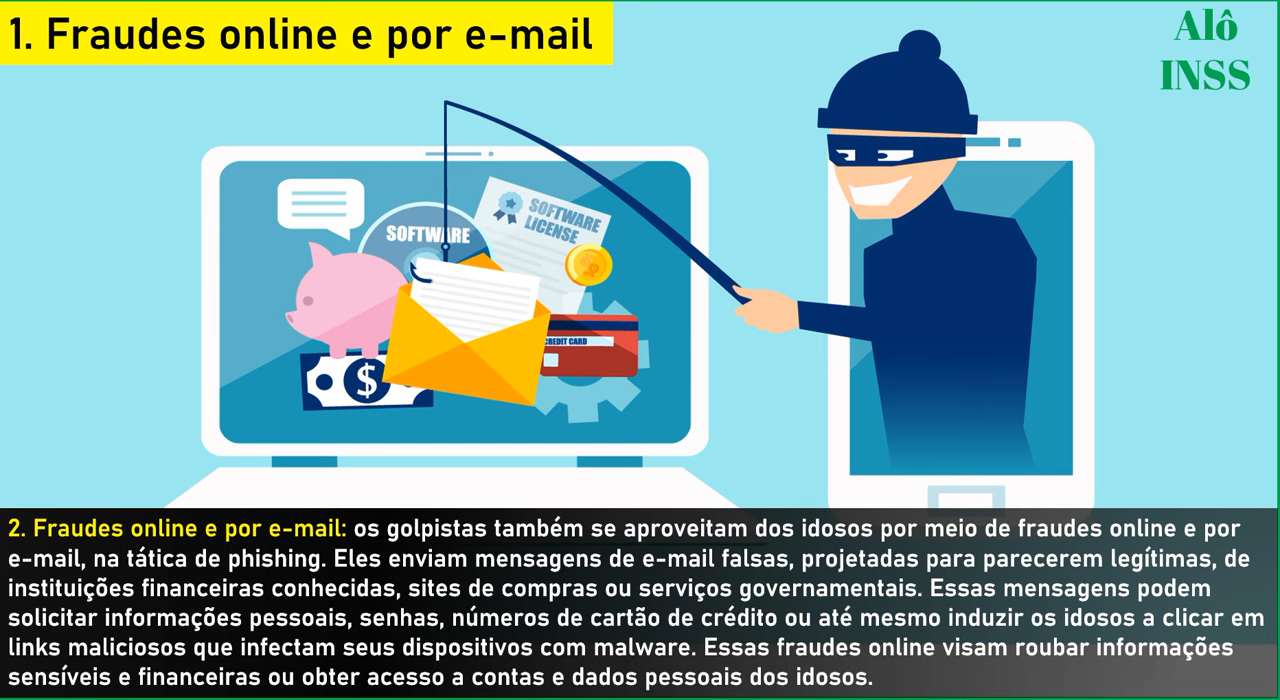 1. Fraudes online e por e-mail
Alô
INSS
SOFTWARE
SOFTWARE
LICENSE
CREDIT CARD
$
2. Fraudes online e por e-mail: os golpistas também se aproveitam dos idosos por meio de fraudes online e por
e-mail, na tática de phishing. Eles enviam mensagens de e-mail falsas, projetadas para parecerem legítimas, de
instituições financeiras conhecidas, sites de compras ou serviços governamentais. Essas mensagens podem
solicitar informações pessoais, senhas, números de cartão de crédito ou até mesmo induzir os idosos a clicar em
links maliciosos que infectam seus dispositivos com malware. Essas fraudes online visam roubar informações
sensíveis e financeiras ou obter acesso a contas e dados pessoais dos idosos.